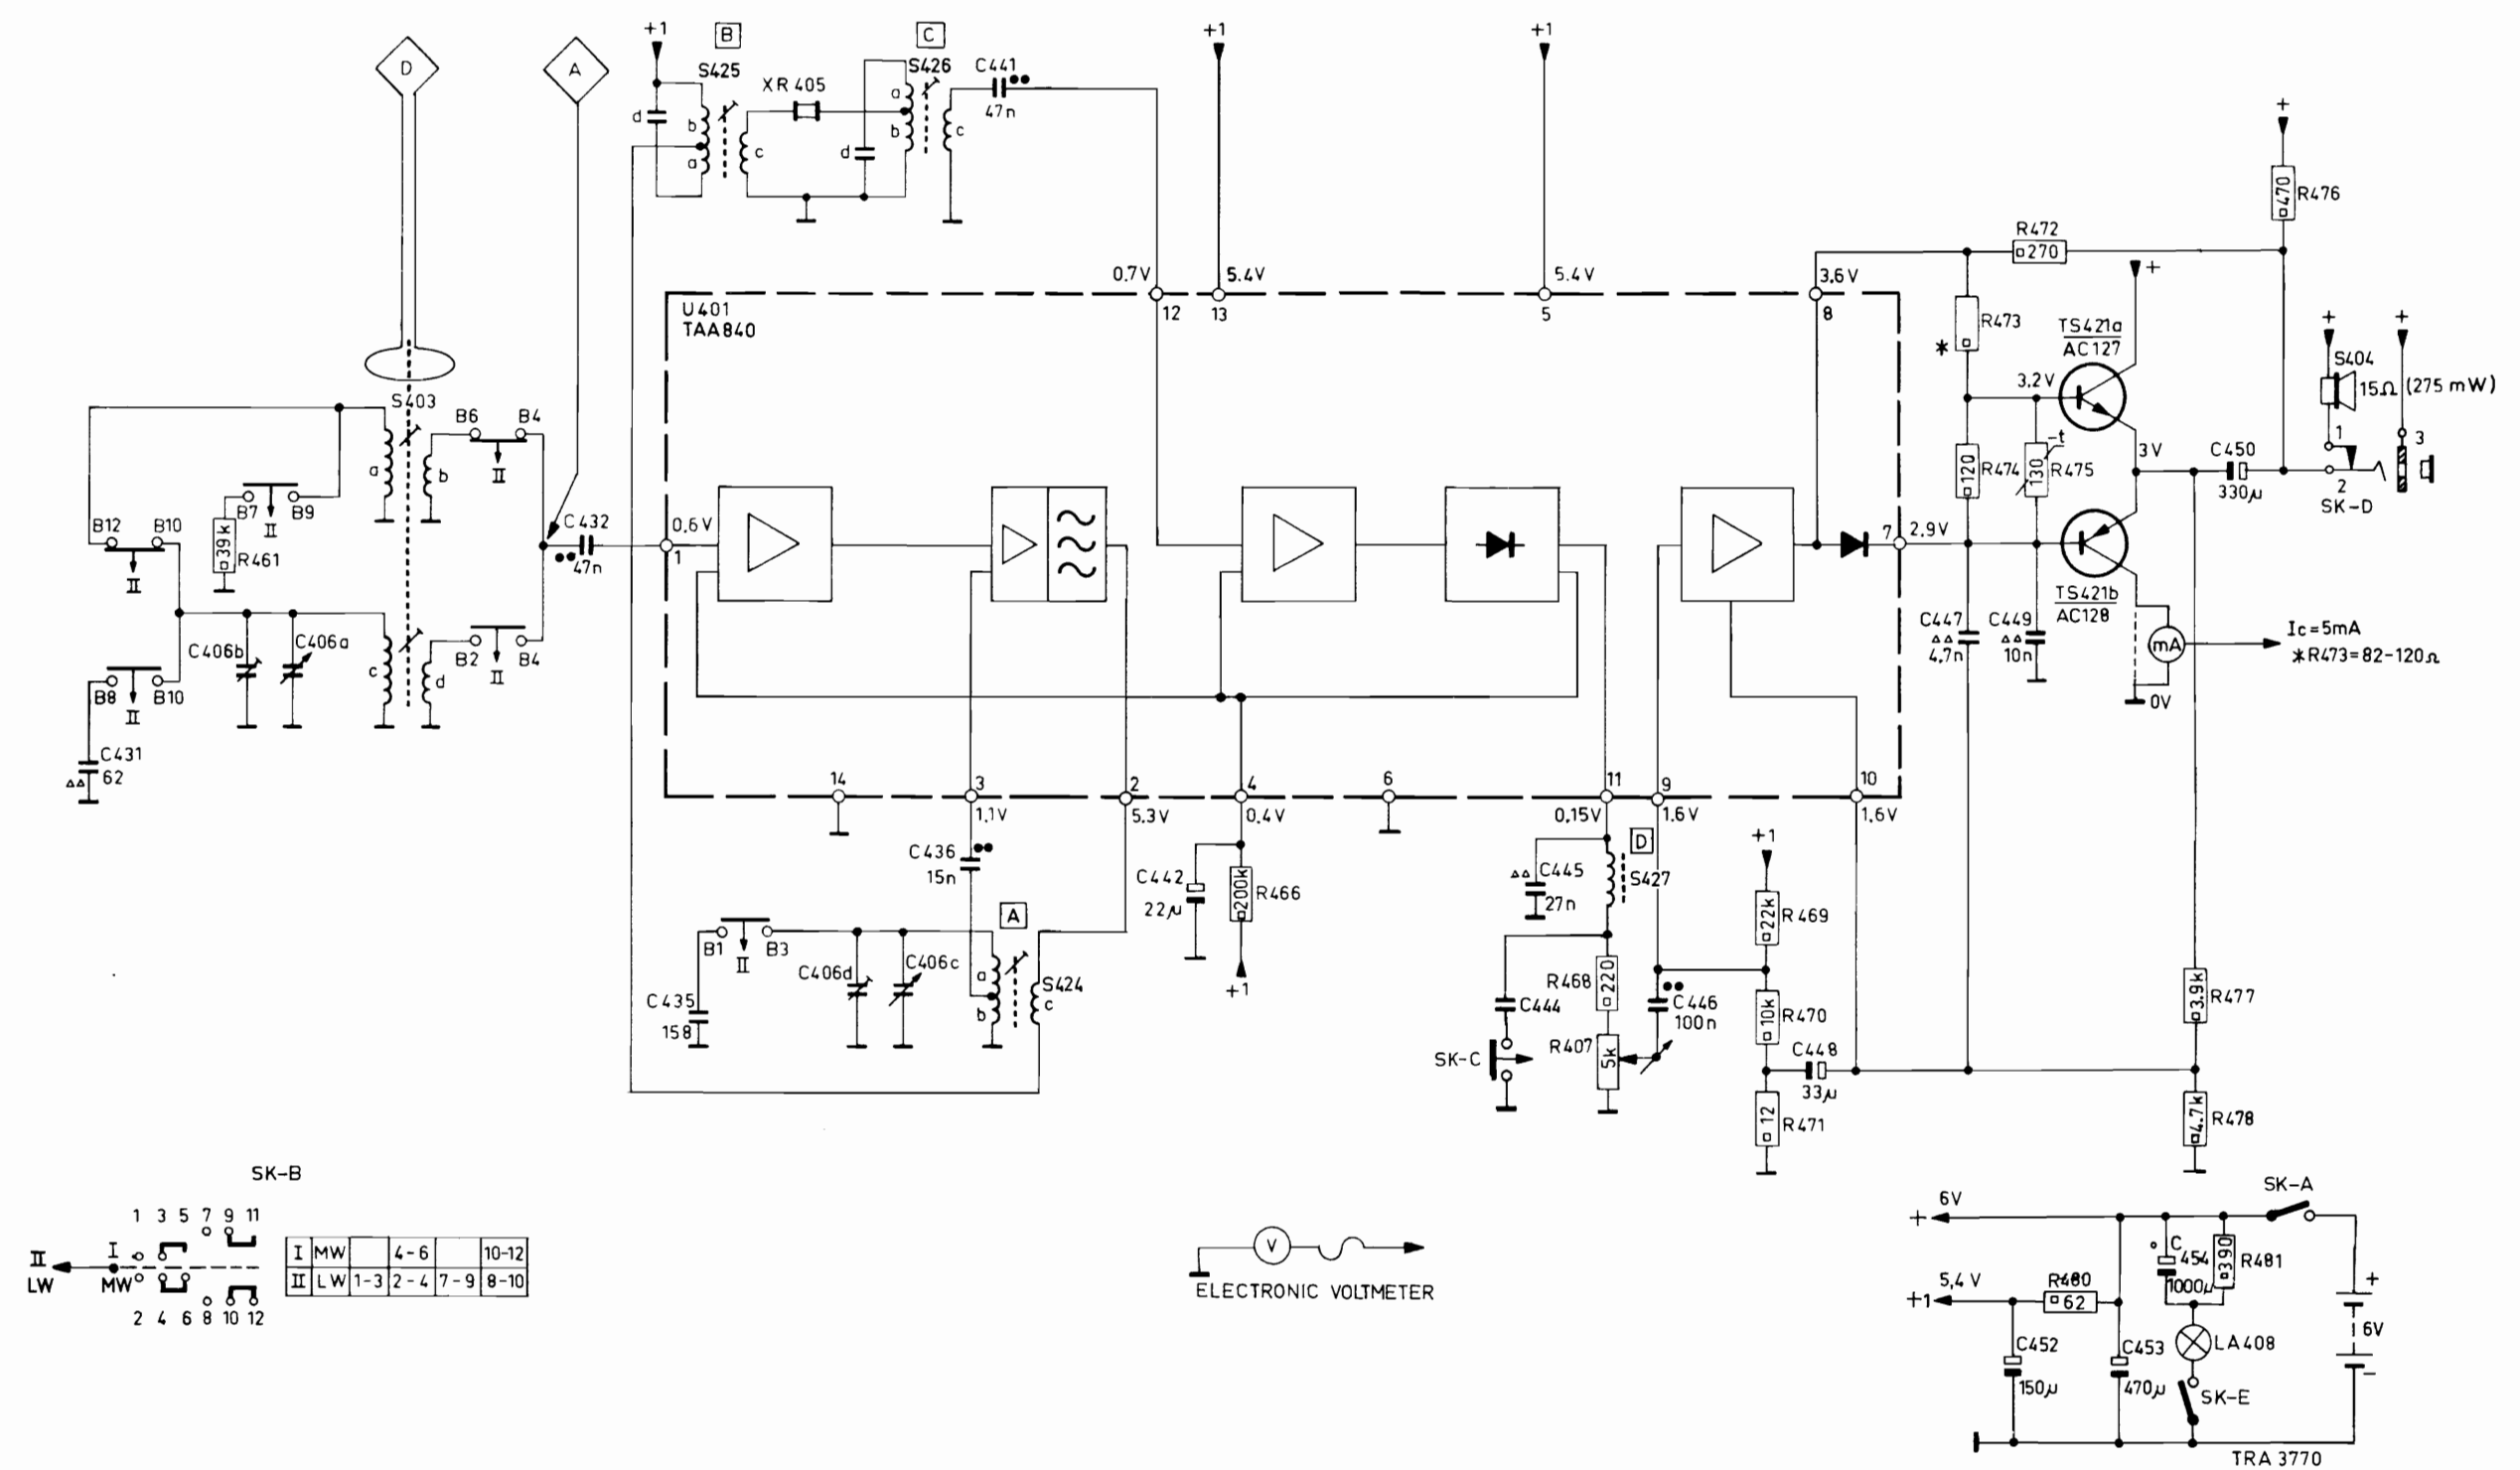 D
A
+1
B
S425
d
b
a
c
XR 405
C
S426
a
b
d
c
C441
47n
+1
+1
+
470
R476
R472
270
0.7V
12
5.4V
13
5.4V
5
3.6V
8
U401
TAA840
R473
*
TS421a
AC127
+
3.2V
120
R474
-t
130
R475
3V
C450
330µ
+
S404
15Ω (275 mW)
+
1
2
3
SK-D
S403
a
b
B6
B4
II
B7
B9
II
39k
R461
B12
B10
II
C432
47n
0.6V
1
7
2.9V
TS421b
AC128
C447
4.7n
C449
10n
mA
Ic=5mA
*R473=82-120Ω
0V
C406b
C406a
c
d
B2
B4
II
B8
B10
II
C431
62
14
3
1.1V
2
5.3V
4
0.4V
6
11
0.15V
9
1.6V
10
1.6V
C436
15n
A
C442
22µ
200k
R466
+1
D
C445
27n
S427
+1
22k
R469
B1
B3
II
C435
158
C406d
C406c
a
b
S424
c
R468
220
C444
SK-C
R407
5k
C446
100n
10k
R470
C448
33µ
12
R471
3.9k
R477
4.7k
R478
SK-B
1 3 5 7 9 11
I
II
LW
MW
2 4 6 8 10 12
I MW 4-6 10-12
II LW 1-3 2-4 7-9 8-10
V
ELECTRONIC VOLTMETER
SK-A
6V
+
5,4 V
+1
R480
62
C
454
1000µ
390
R481
C452
150µ
C453
470µ
LA408
SK-E
+
6V
-
TRA 3770